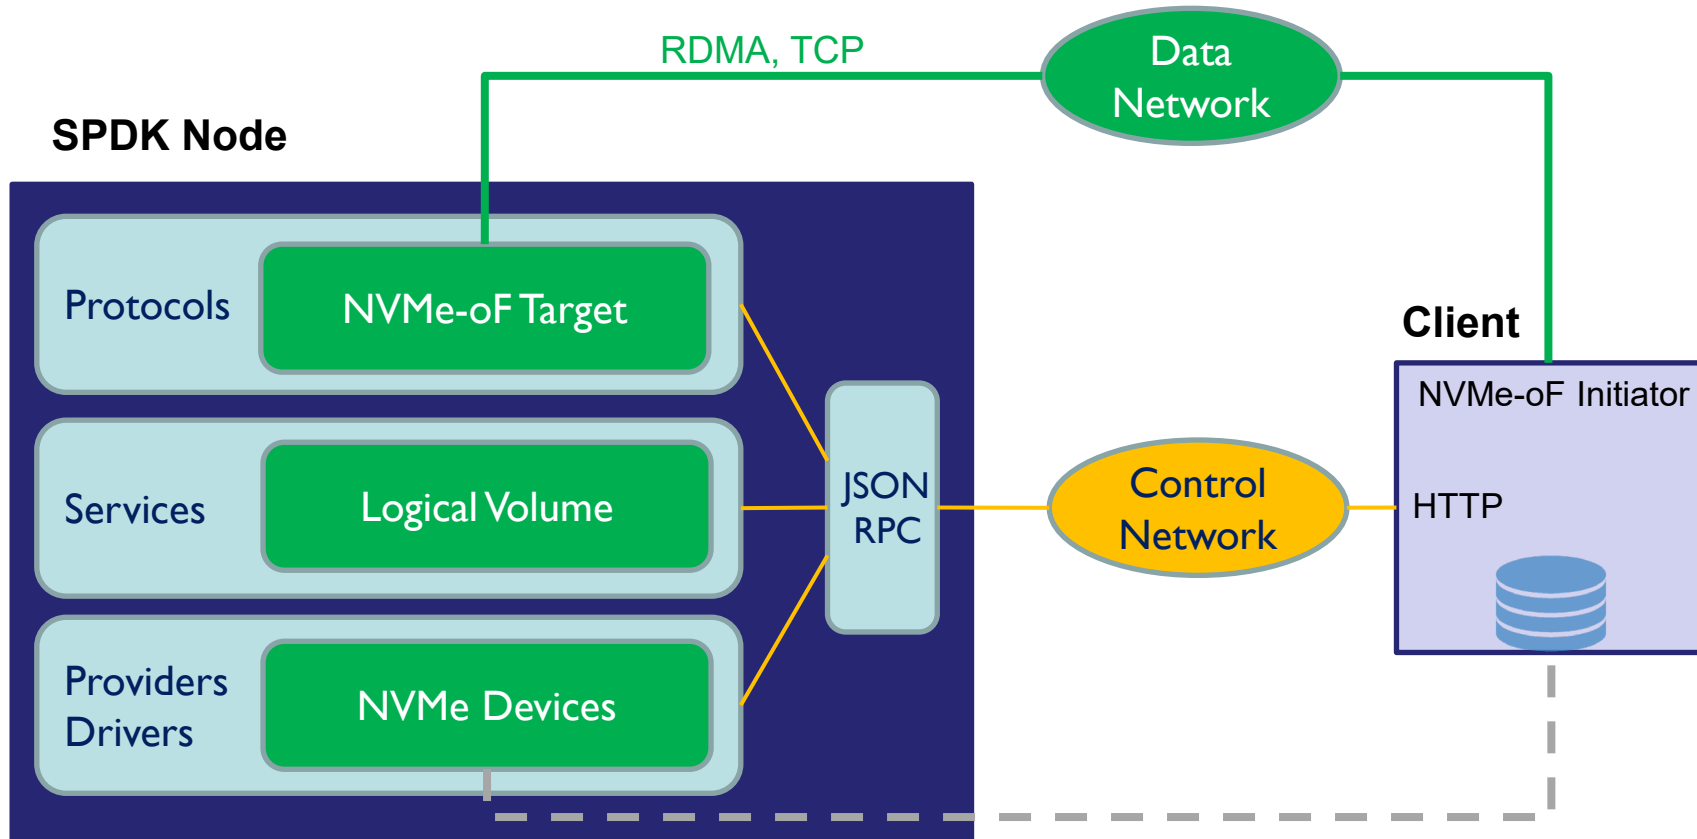 RDMA, TCP
Data
Network
SPDK Node
Protocols
NVMe-oF Target
Client
NVMe-oF Initiator
Services
Logical Volume
JSON
RPC
Control
Network
HTTP
Providers
Drivers
NVMe Devices